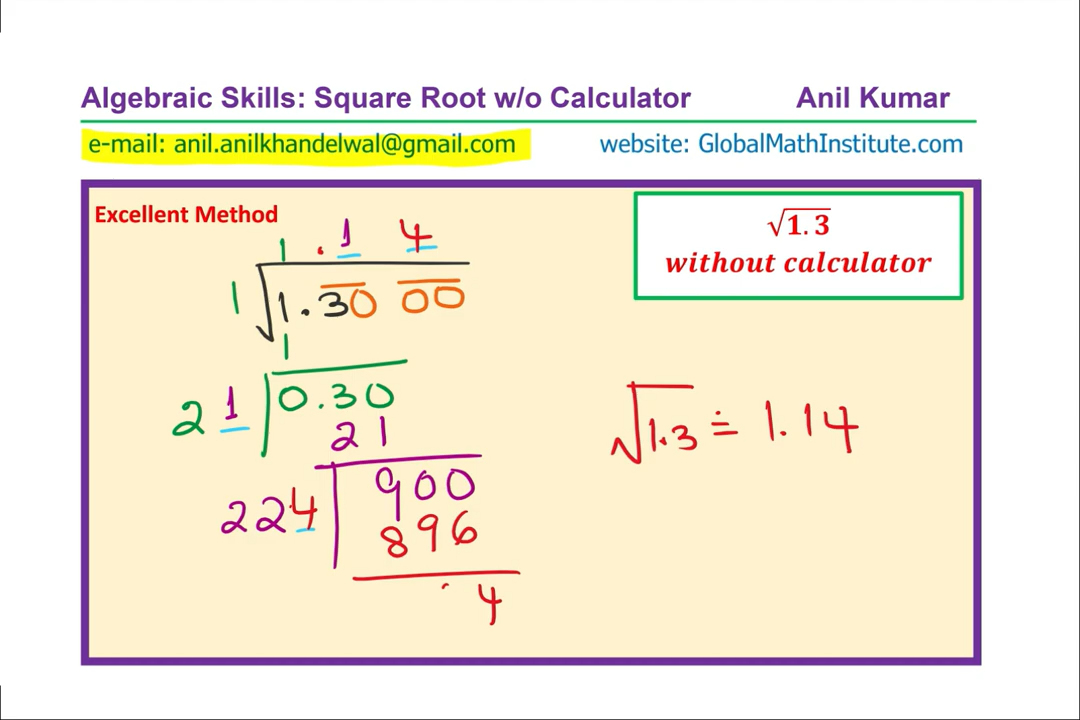 Algebraic Skills: Square Root w/o Calculator Anil Kumar
e-mail: anil.anilkhandelwal@gmail.com website: GlobalMathInstitute.com
Excellent Method
√1.3
without calculator
1.1 4
1 √1.30 00
1
21 0.30
21
224 900
896
4
√1.3 ≐ 1.14